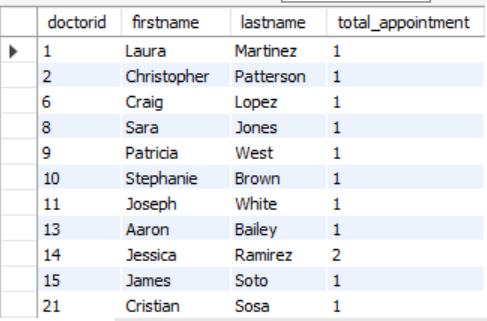 doctorid firstname lastname total_appointment
1 Laura Martinez 1
2 Christopher Patterson 1
6 Craig Lopez 1
8 Sara Jones 1
9 Patricia West 1
10 Stephanie Brown 1
11 Joseph White 1
13 Aaron Bailey 1
14 Jessica Ramirez 2
15 James Soto 1
21 Cristian Sosa 1